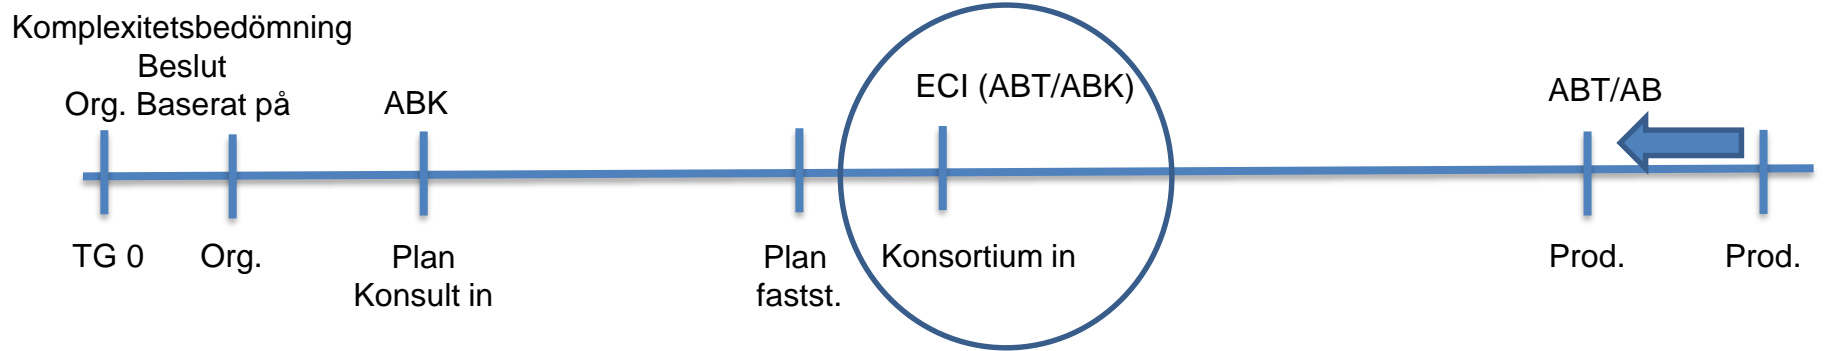 Komplexitetsbedömning
Beslut
Org. Baserat på
ABK
ECI (ABT/ABK)
ABT/AB
TG 0
Org.
Plan
Konsult in
Plan
fastst.
Konsortium in
Prod.
Prod.